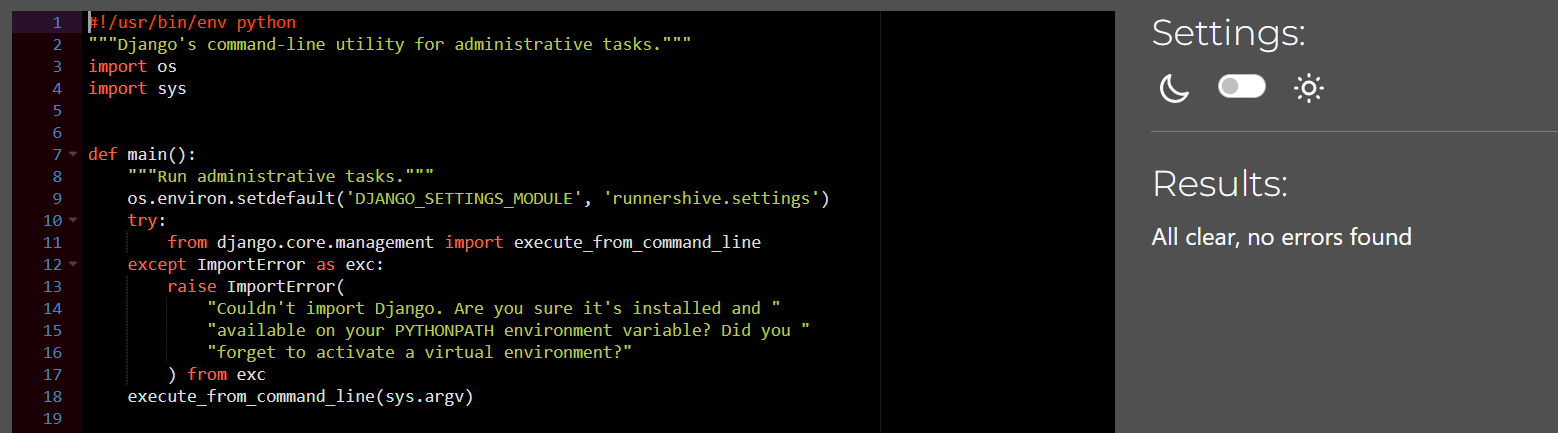 1 #!/usr/bin/env python
2 """Django's command-line utility for administrative tasks."""
3 import os
4 import sys
5
6
7 def main():
8     """Run administrative tasks."""
9     os.environ.setdefault('DJANGO_SETTINGS_MODULE', 'runnershive.settings')
10     try:
11         from django.core.management import execute_from_command_line
12     except ImportError as exc:
13         raise ImportError(
14             "Couldn't import Django. Are you sure it's installed and "
15             "available on your PYTHONPATH environment variable? Did you "
16             "forget to activate a virtual environment?"
17         ) from exc
18     execute_from_command_line(sys.argv)
19
Settings:
Results:
All clear, no errors found